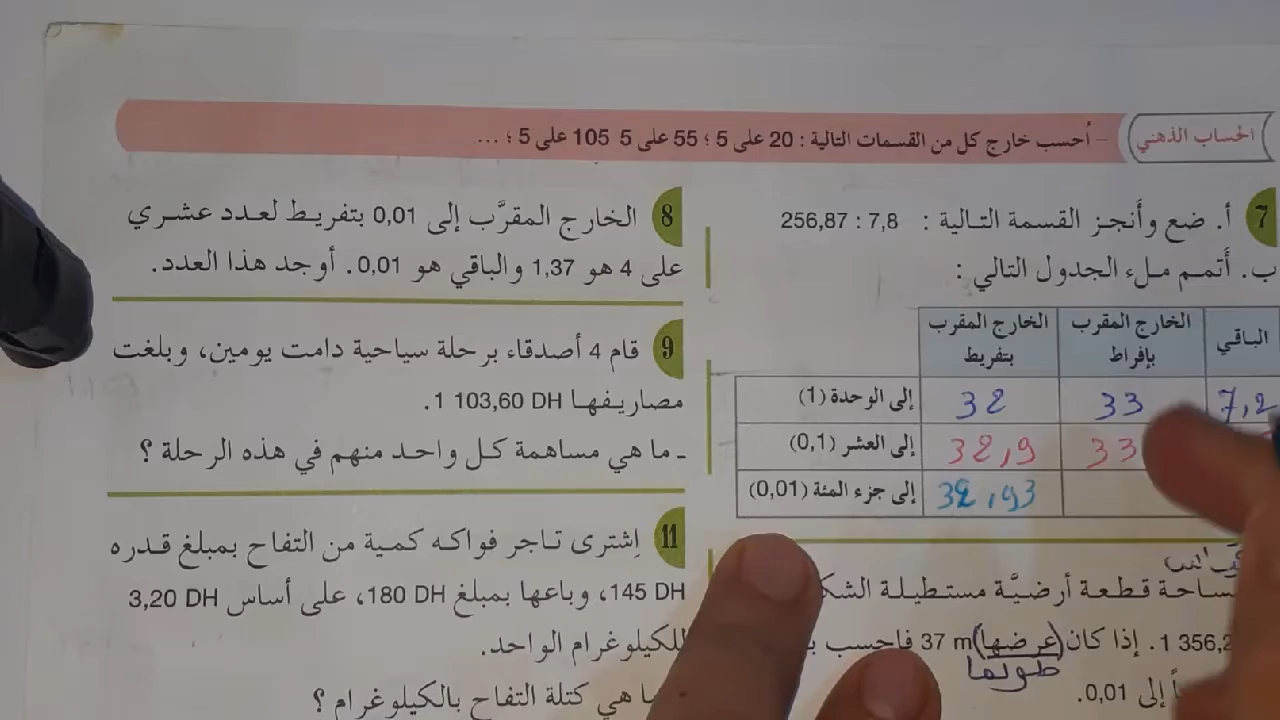 الحساب الذهني
– أحسب خارج كل من القسمات التالية : 20 على 5 ؛ 55 على 5 105 على 5 ؛ ...
7 أ. ضع وأنجز القسمة التالية : 256,87 : 7,8
ب. أتمم ملء الجدول التالي :
الباقي الخارج المقرب بإفراط الخارج المقرب بتفريط
إلى الوحدة (1) 32 33 7,2
إلى العشر (0,1) 32,9 33
إلى جزء المئة (0,01) 32,93
مساحة قطعة أرضيَّة مستطيلة
1 356,2. إذا كان (عرضها) 37 m فاحسب
طولها
إلى 0,01.
8 الخارج المقرَّب إلى 0,01 بتفريط لعدد عشري
على 4 هو 1,37 والباقي هو 0,01. أوجد هذا العدد.
9 قام 4 أصدقاء برحلة سياحية دامت يومين، وبلغت
مصاريفها 1 103,60 DH.
ـ ما هي مساهمة كل واحد منهم في هذه الرحلة ؟
11 اِشترى تاجر فواكه كمية من التفاح بمبلغ قدره
145 DH، وباعها بمبلغ 180 DH، على أساس 3,20 DH
للكيلوغرام الواحد.
ما هي كتلة التفاح بالكيلوغرام ؟